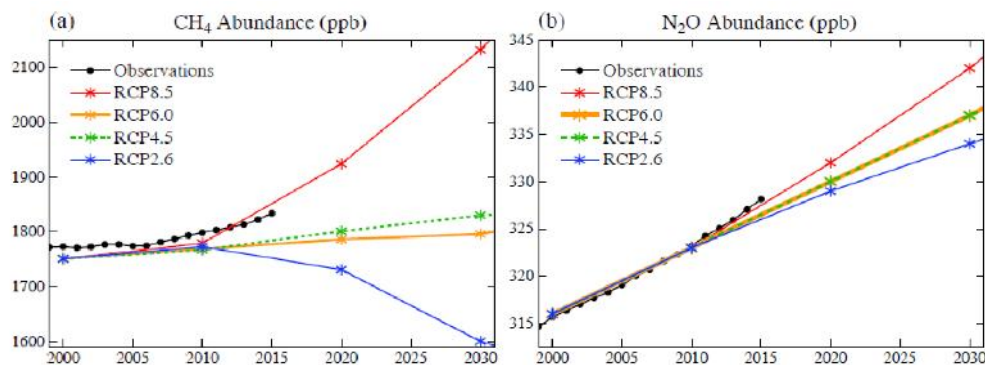 (a) CH₄ Abundance (ppb)
2100
2000
1900
1800
1700
1600
Observations
RCP8.5
RCP6.0
RCP4.5
RCP2.6
2000 2005 2010 2015 2020 2025 2030
(b) N₂O Abundance (ppb)
345
340
335
330
325
320
315
Observations
RCP8.5
RCP6.0
RCP4.5
RCP2.6
2000 2005 2010 2015 2020 2025 2030